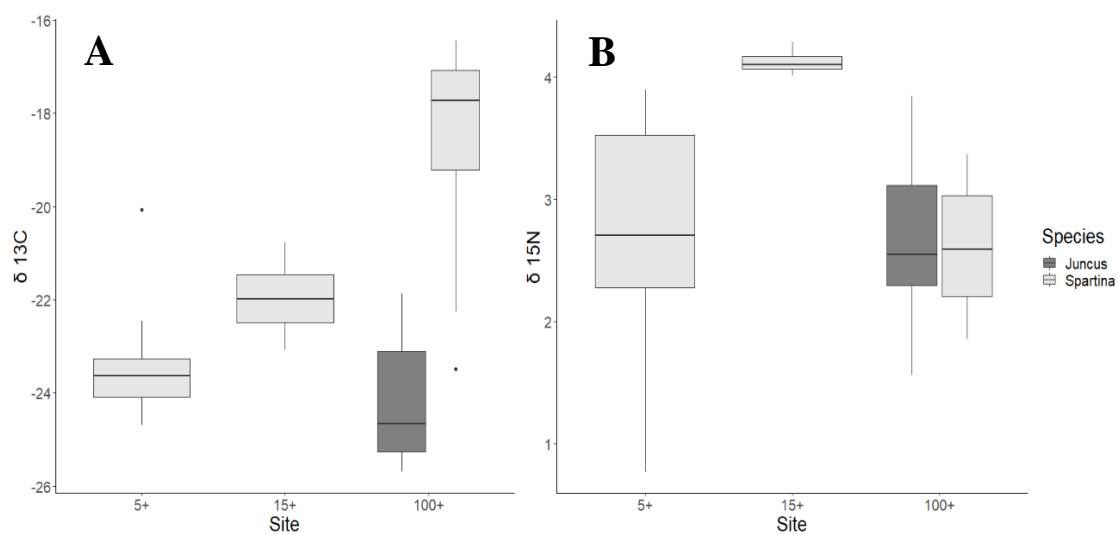 A
-16
-18
-20
-22
-24
-26
δ 13C
5+
15+
100+
Site
B
4
3
2
1
δ 15N
5+
15+
100+
Site
Species
Juncus
Spartina